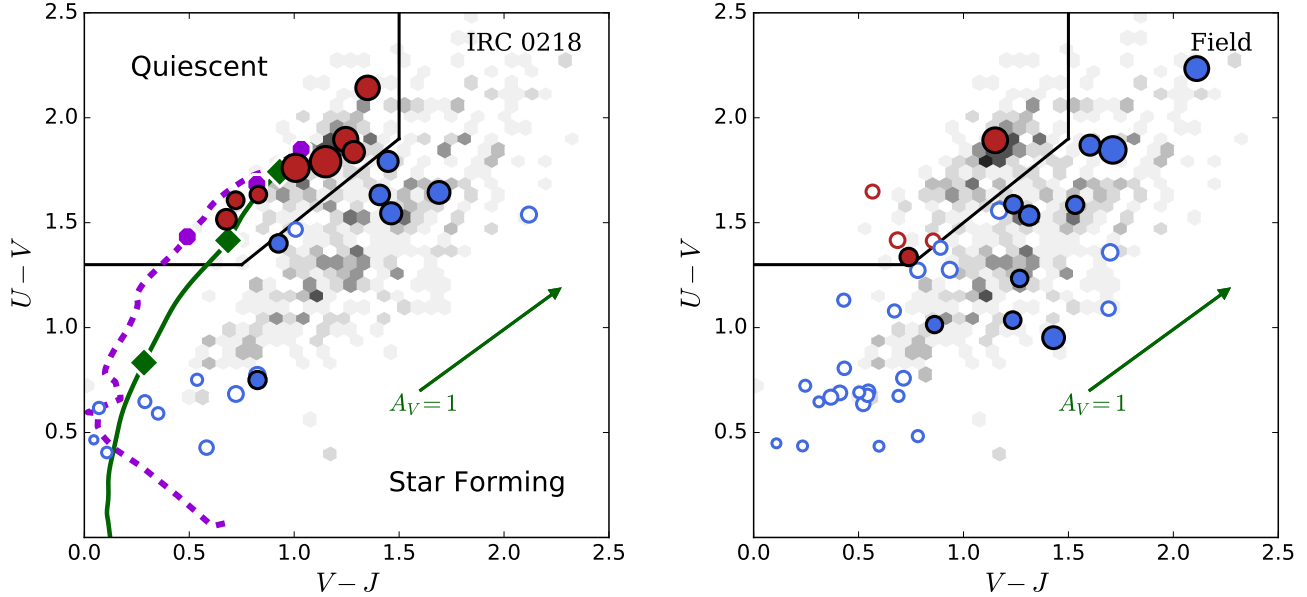 2.5
2.0
1.5
1.0
0.5
U − V
Quiescent
IRC 0218
A_V = 1
Star Forming
0.0 0.5 1.0 1.5 2.0 2.5
V − J
2.5
2.0
1.5
1.0
0.5
U − V
Field
A_V = 1
0.0 0.5 1.0 1.5 2.0 2.5
V − J